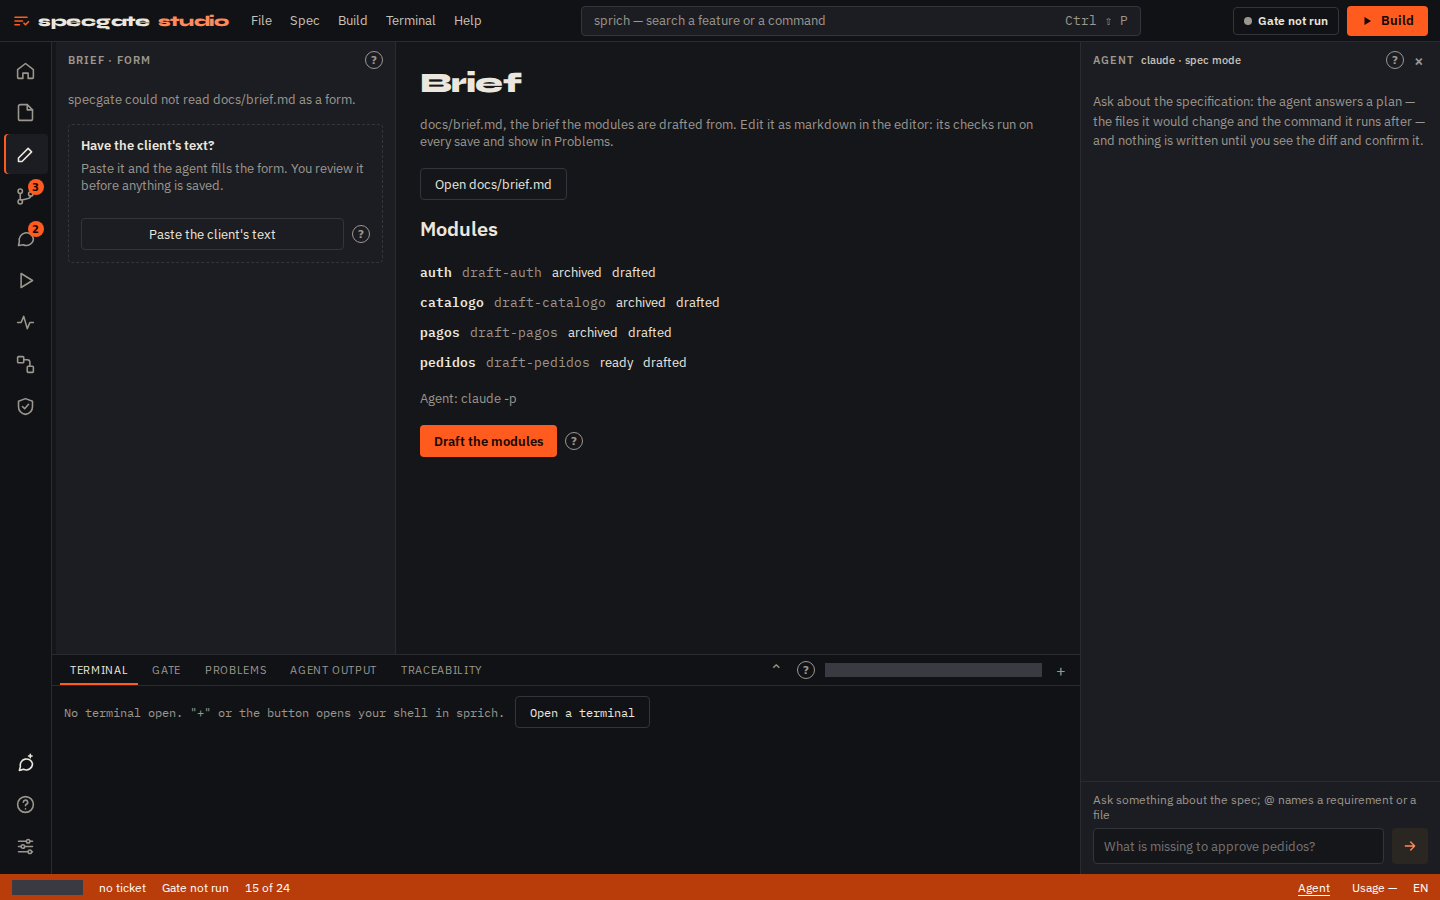 specgate studio File Spec Build Terminal Help sprich — search a feature or a command Ctrl ⇧ P Gate not run Build
BRIEF · FORM ?
specgate could not read docs/brief.md as a form.
Have the client's text?
Paste it and the agent fills the form. You review it
before anything is saved.
Paste the client's text ?
3
2
Brief
docs/brief.md, the brief the modules are drafted from. Edit it as markdown in the editor: its checks run on
every save and show in Problems.
Open docs/brief.md
Modules
auth draft-auth archived drafted
catalogo draft-catalogo archived drafted
pagos draft-pagos archived drafted
pedidos draft-pedidos ready drafted
Agent: claude -p
Draft the modules ?
AGENT claude · spec mode ? ×
Ask about the specification: the agent answers a plan —
the files it would change and the command it runs after —
and nothing is written until you see the diff and confirm it.
TERMINAL GATE PROBLEMS AGENT OUTPUT TRACEABILITY ^ ? +
No terminal open. "+" or the button opens your shell in sprich. Open a terminal
Ask something about the spec; @ names a requirement or a
file
What is missing to approve pedidos? →
no ticket Gate not run 15 of 24 Agent Usage — EN